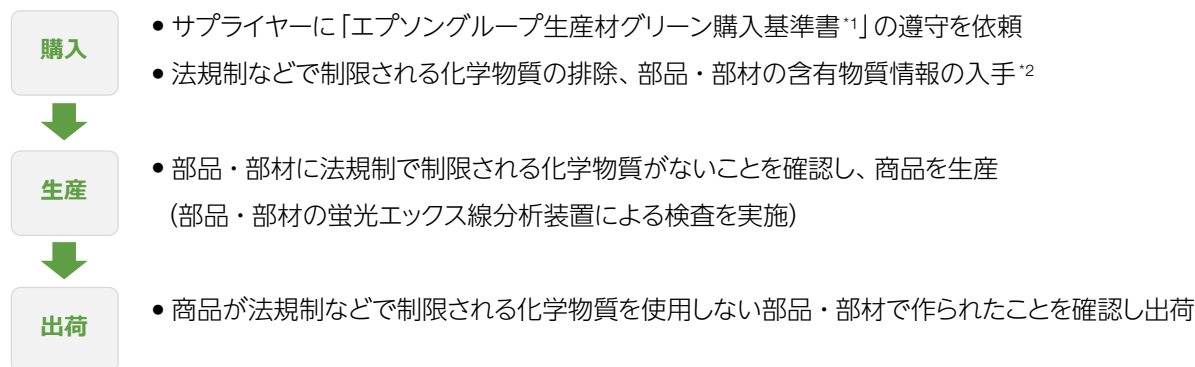 購入
● サプライヤーに「エプソングループ生産材グリーン購入基準書*1」の遵守を依頼
● 法規制などで制限される化学物質の排除、部品・部材の含有物質情報の入手*2
生産
● 部品・部材に法規制で制限される化学物質がないことを確認し、商品を生産
(部品・部材の蛍光エックス線分析装置による検査を実施)
出荷
● 商品が法規制などで制限される化学物質を使用しない部品・部材で作られたことを確認し出荷